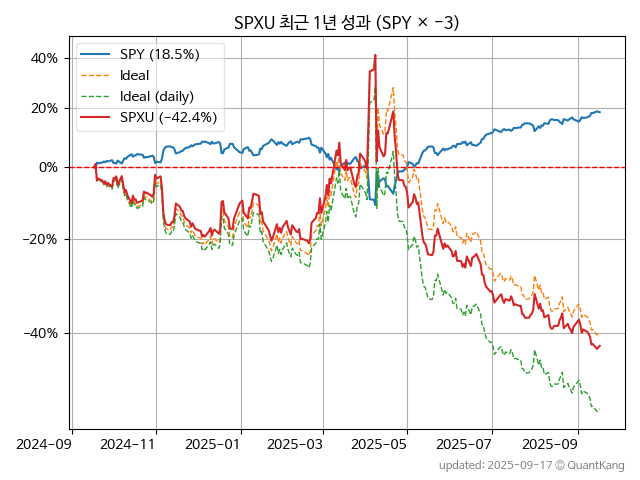 SPXU 최근 1년 성과 (SPY × −3)
SPY (18.5%)
Ideal
Ideal (daily)
SPXU (−42.4%)
40%
20%
0%
−20%
−40%
2024-09 2024-11 2025-01 2025-03 2025-05 2025-07 2025-09
updated: 2025-09-17 © QuantKang